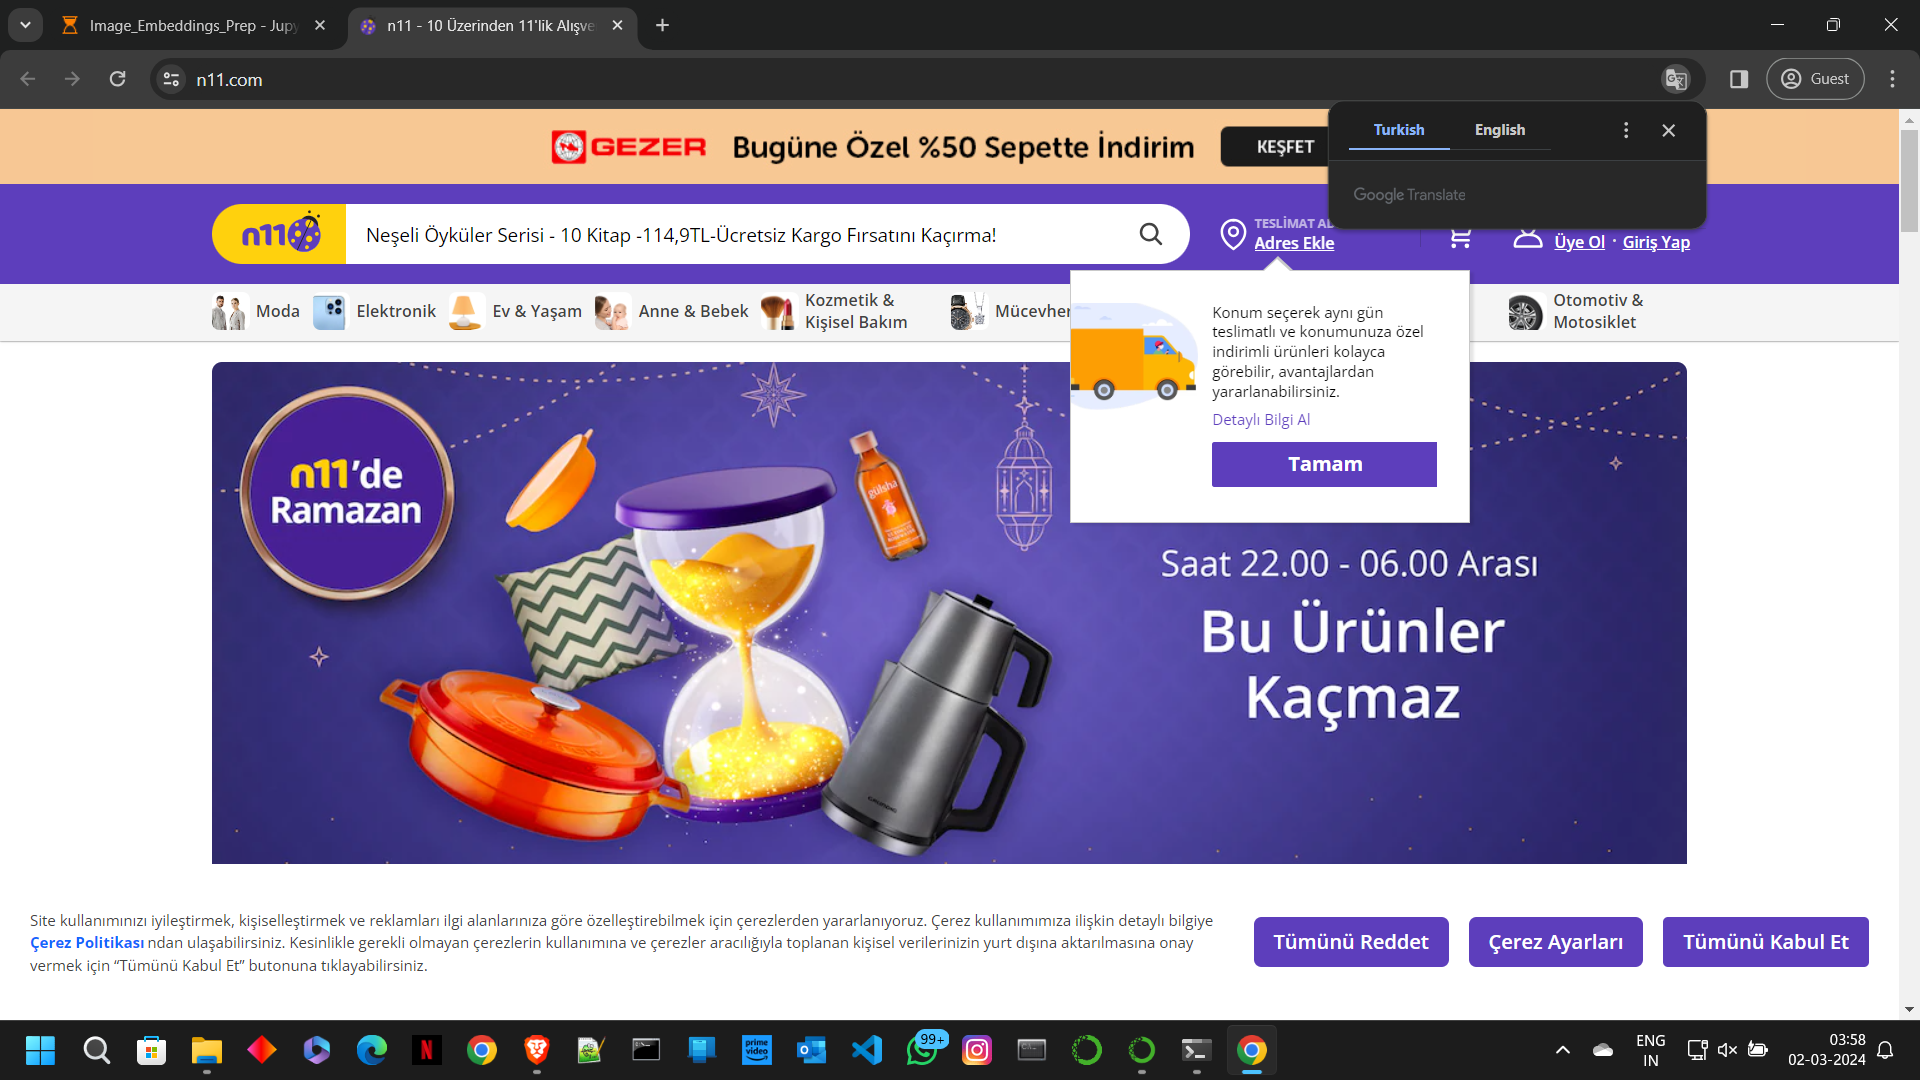 Image_Embeddings_Prep - Jupy
n11 - 10 Üzerinden 11'lik Alışve
n11.com
Guest
Turkish
English
Google Translate
GEZER
Bugüne Özel %50 Sepette İndirim
KEŞFET
n11
Neşeli Öyküler Serisi - 10 Kitap -114,9TL-Ücretsiz Kargo Fırsatını Kaçırma!
TESLİMAT AD
Adres Ekle
Üye Ol · Giriş Yap
Moda
Elektronik
Ev & Yaşam
Anne & Bebek
Kozmetik &
Kişisel Bakım
Mücevher
Otomotiv &
Motosiklet
Konum seçerek aynı gün
teslimatlı ve konumunuza özel
indirimli ürünleri kolayca
görebilir, avantajlardan
yararlanabilirsiniz.
Detaylı Bilgi Al
Tamam
n11'de
Ramazan
gülsha
Saat 22.00 - 06.00 Arası
Bu Ürünler
Kaçmaz
GRUNDIG
Site kullanımınızı iyileştirmek, kişiselleştirmek ve reklamları ilgi alanlarınıza göre özelleştirebilmek için çerezlerden yararlanıyoruz. Çerez kullanımımıza ilişkin detaylı bilgiye
Çerez Politikası ndan ulaşabilirsiniz. Kesinlikle gerekli olmayan çerezlerin kullanımına ve çerezler aracılığıyla toplanan kişisel verilerinizin yurt dışına aktarılmasına onay
vermek için “Tümünü Kabul Et” butonuna tıklayabilirsiniz.
Tümünü Reddet
Çerez Ayarları
Tümünü Kabul Et
prime video
99+
ENG
IN
03:58
02-03-2024